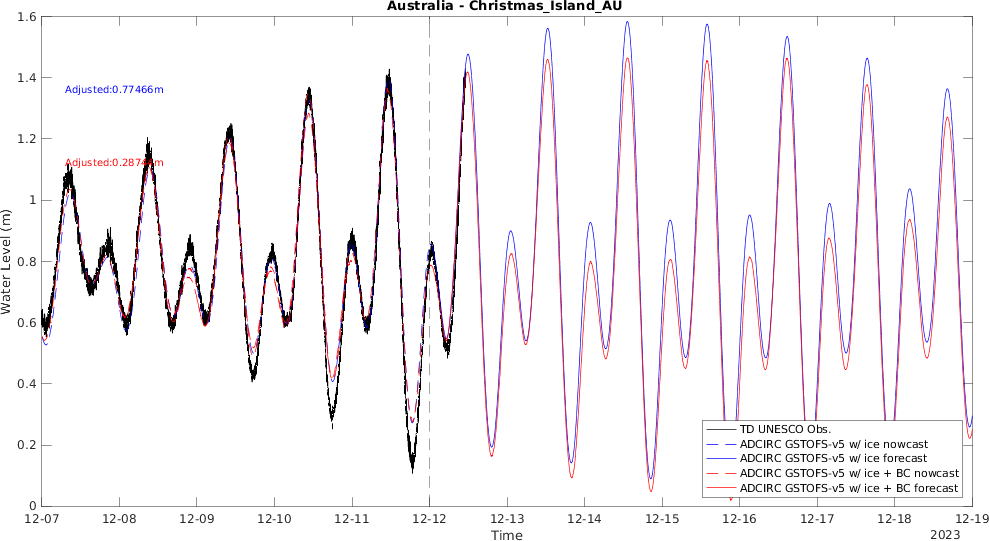 Australia - Christmas_Island_AU
1.6
1.4
1.2
1
0.8
0.6
0.4
0.2
0
Water Level (m)
Adjusted:0.77466m
TD UNESCO Obs.
ADCIRC GSTOFS-v5 w/ ice nowcast
ADCIRC GSTOFS-v5 w/ ice forecast
ADCIRC GSTOFS-v5 w/ ice + BC nowcast
ADCIRC GSTOFS-v5 w/ ice + BC forecast
12-07 12-08 12-09 12-10 12-11 12-12 12-13 12-14 12-15 12-16 12-17 12-18 12-19
Time
2023